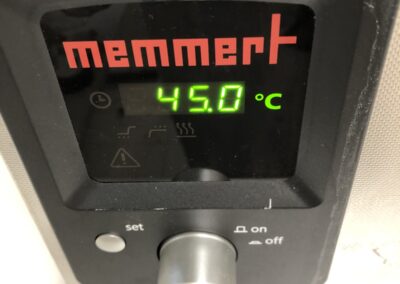 memmert
45.0 °C
set
on
off